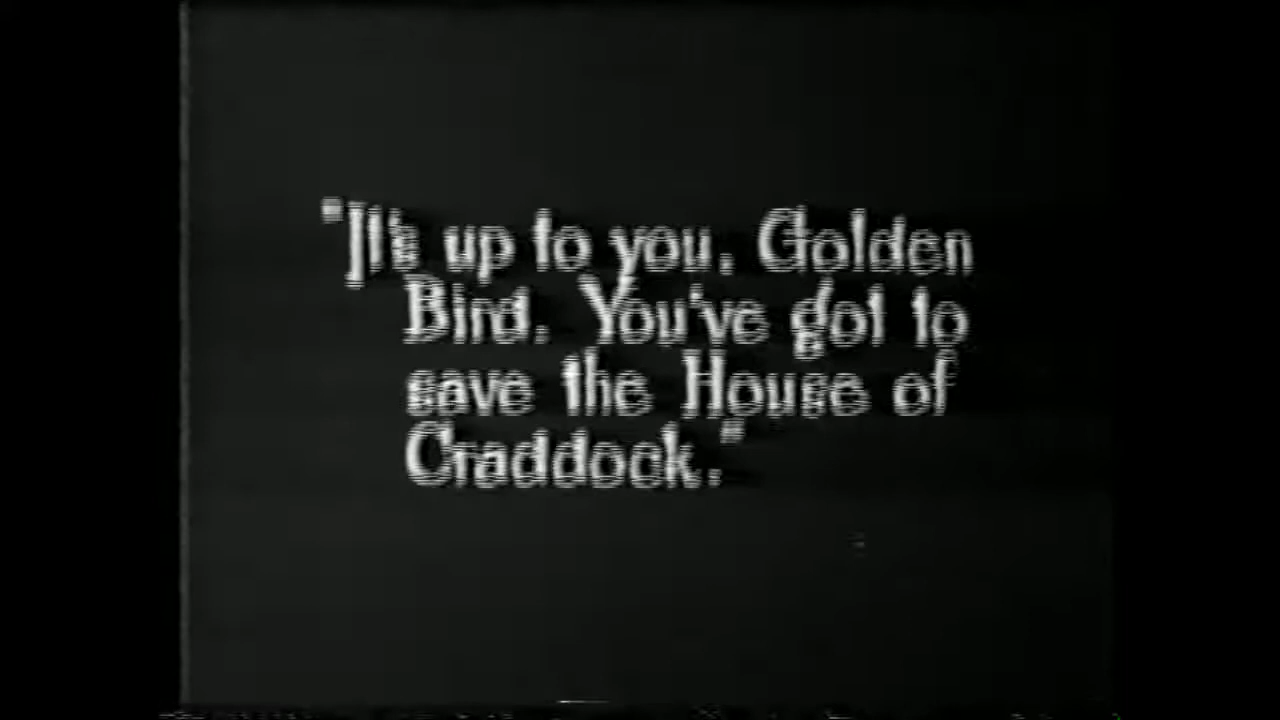 "It's up to you, Golden
Bird. You've got to
save the House of
Craddock."